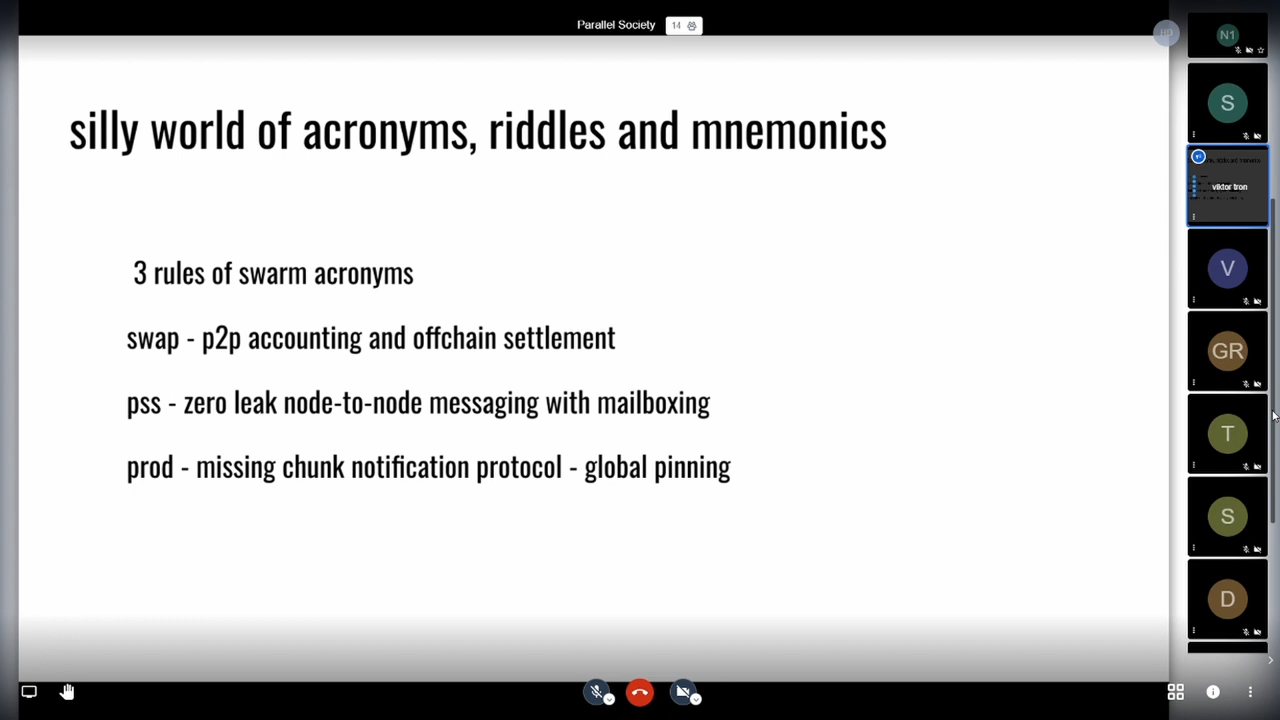 Parallel Society 14
silly world of acronyms, riddles and mnemonics
3 rules of swarm acronyms
swap - p2p accounting and offchain settlement
pss - zero leak node-to-node messaging with mailboxing
prod - missing chunk notification protocol - global pinning
N1
S
viktor tron
V
GR
T
S
D